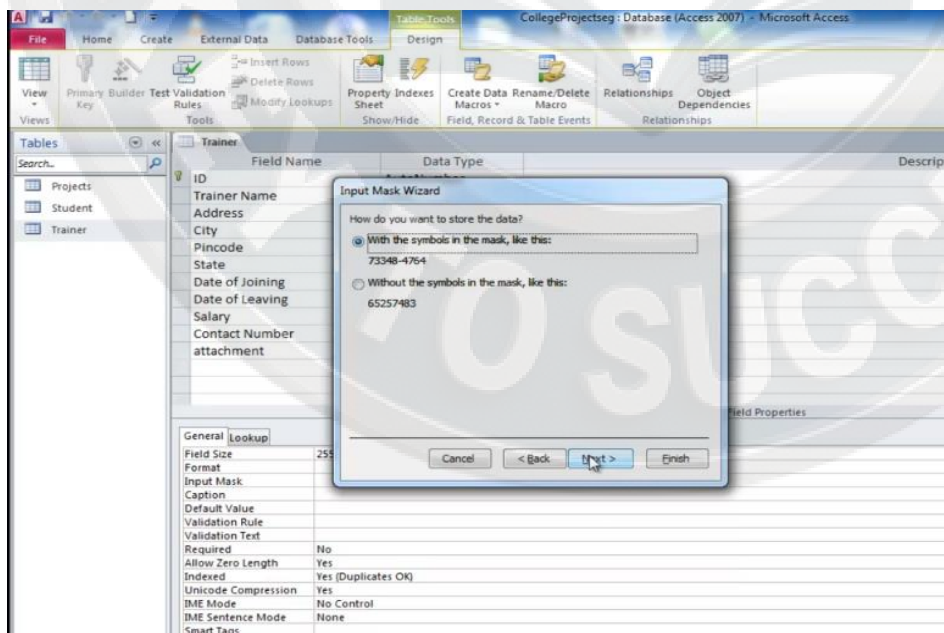 Table Tools
CollegeProjectseg : Database (Access 2007) - Microsoft Access
File Home Create External Data Database Tools Design
View
Views
Primary Key
Builder
Test Validation Rules
Insert Rows
Delete Rows
Modify Lookups
Tools
Property Sheet
Indexes
Show/Hide
Create Data Macros
Rename/Delete Macro
Field, Record & Table Events
Relationships
Object Dependencies
Relationships
Tables
Search...
Projects
Student
Trainer
Trainer
Field Name Data Type Descrip
ID AutoNumber
Trainer Name
Address
City
Pincode
State
Date of Joining
Date of Leaving
Salary
Contact Number
attachment
Input Mask Wizard
How do you want to store the data?
With the symbols in the mask, like this:
73348-4764
Without the symbols in the mask, like this:
65257483
Cancel < Back Next > Finish
Field Properties
General Lookup
Field Size 255
Format
Input Mask
Caption
Default Value
Validation Rule
Validation Text
Required No
Allow Zero Length Yes
Indexed Yes (Duplicates OK)
Unicode Compression Yes
IME Mode No Control
IME Sentence Mode None
Smart Tags